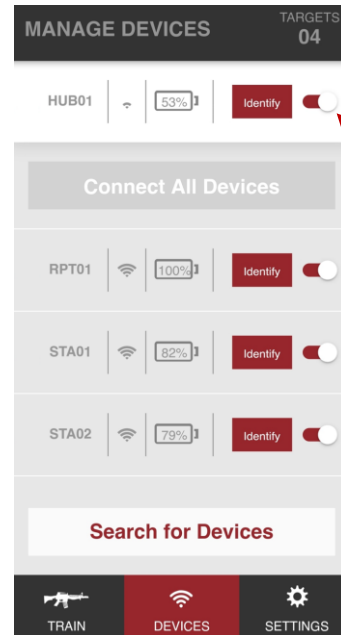 MANAGE DEVICES
TARGETS
04
HUB01 53% Identify
Connect All Devices
RPT01 100% Identify
STA01 82% Identify
STA02 79% Identify
Search for Devices
TRAIN DEVICES SETTINGS